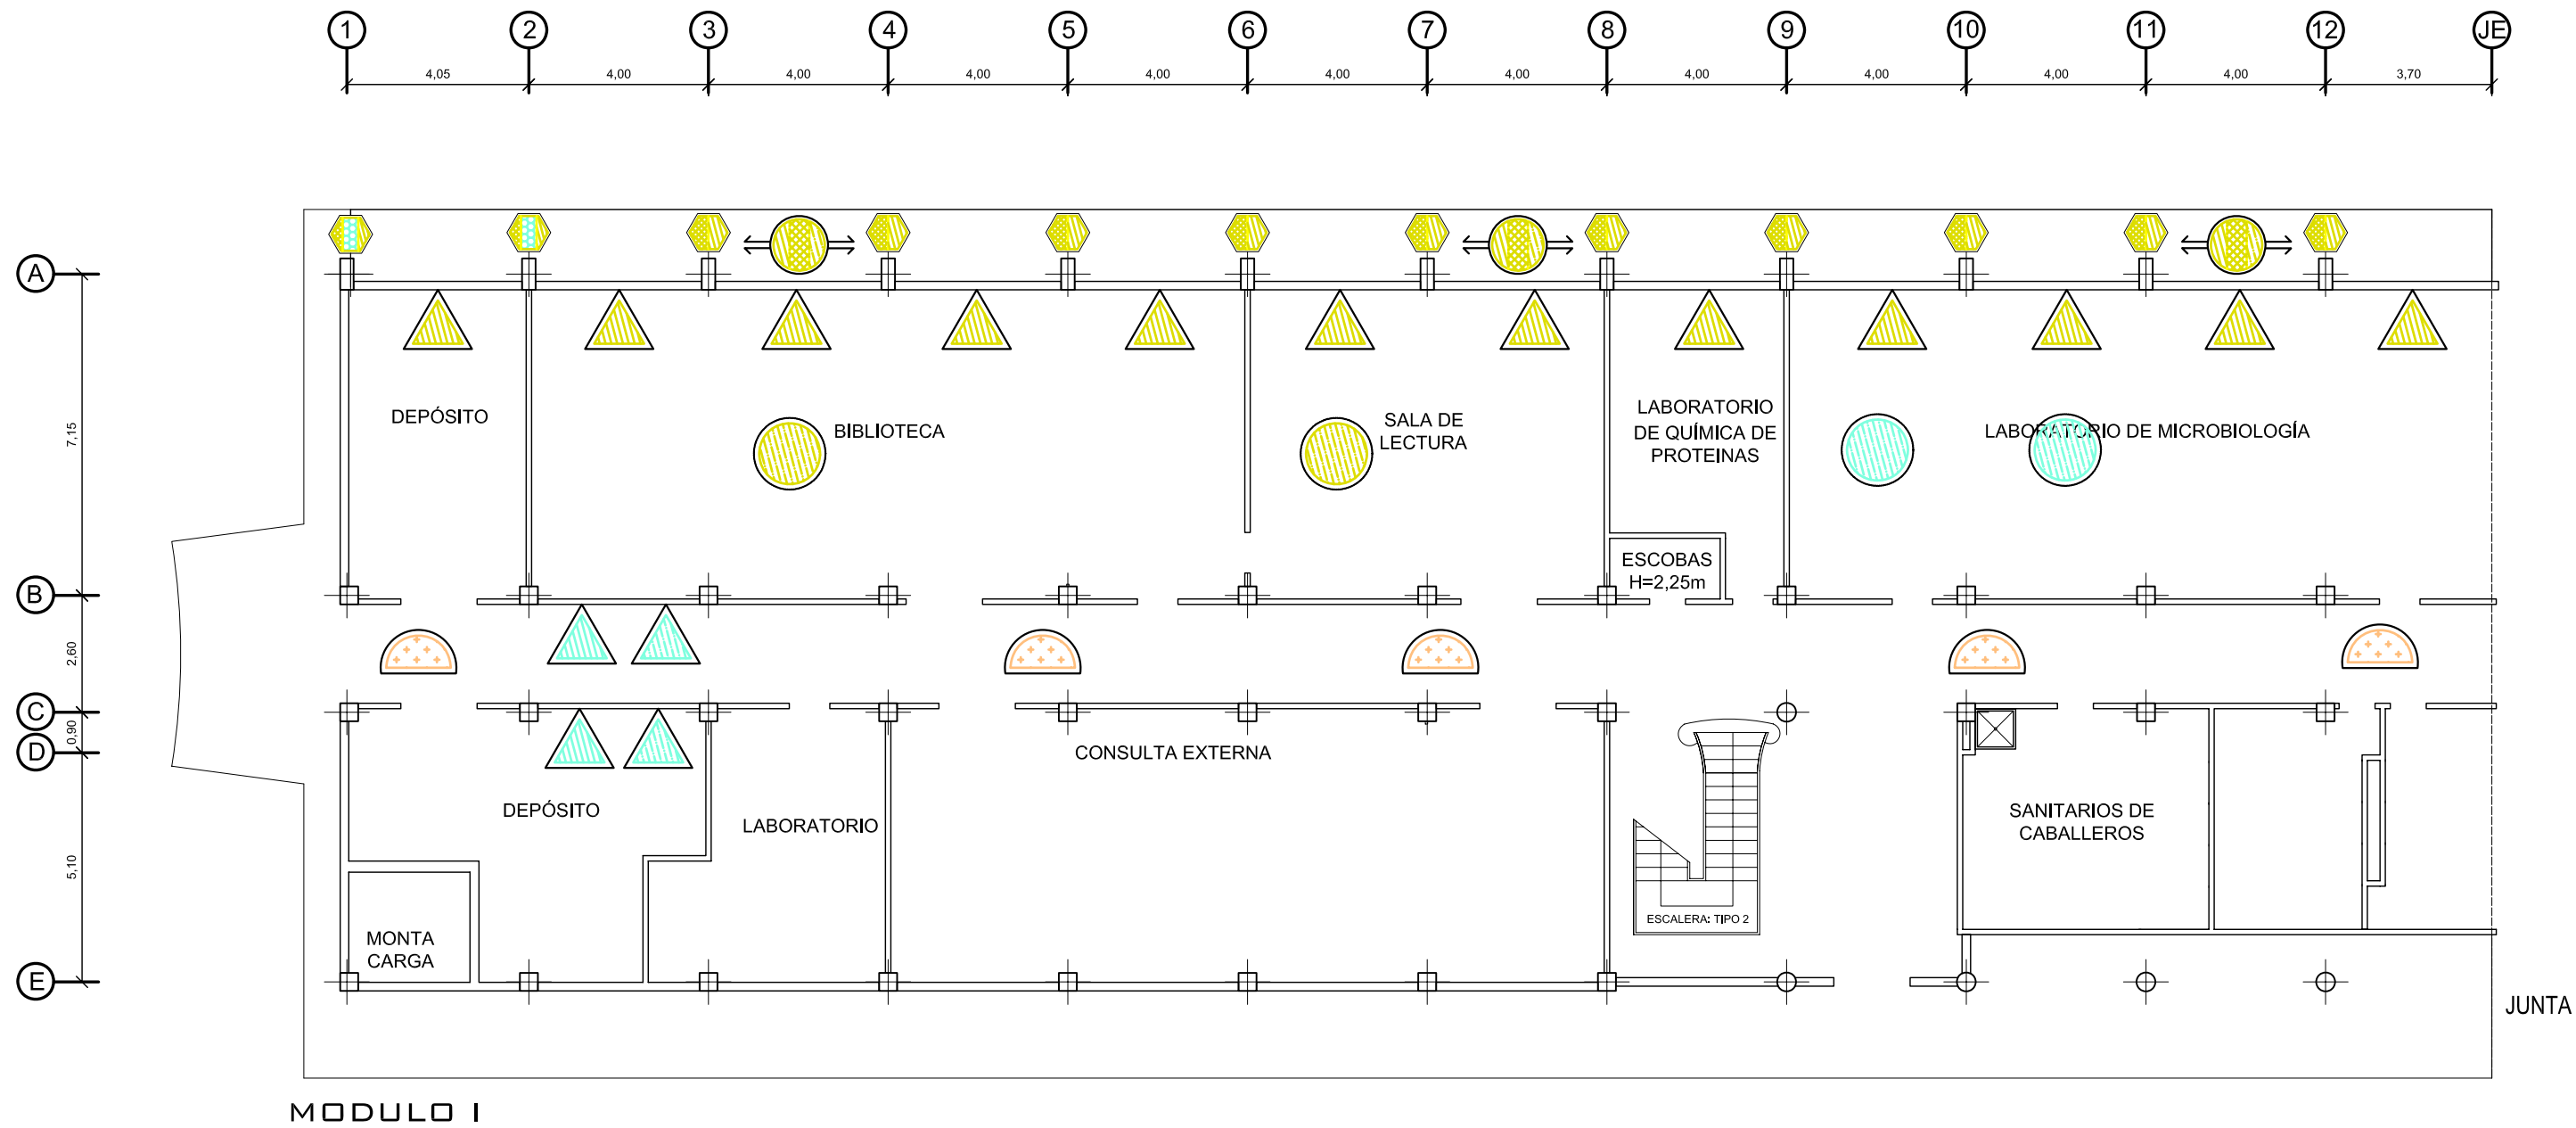 1 2 3 4 5 6 7 8 9 10 11 12 JE
4,05 4,00 4,00 4,00 4,00 4,00 4,00 4,00 4,00 4,00 4,00 3,70
A
7,15
DEPÓSITO
BIBLIOTECA
SALA DE
LECTURA
LABORATORIO
DE QUÍMICA DE
PROTEINAS
LABORATORIO DE MICROBIOLOGÍA
ESCOBAS
H=2,25m
B
2,60
C
0,90
D
5,10
E
CONSULTA EXTERNA
DEPÓSITO
LABORATORIO
SANITARIOS DE
CABALLEROS
ESCALERA: TIPO 2
MONTA
CARGA
JUNTA
MODULO I